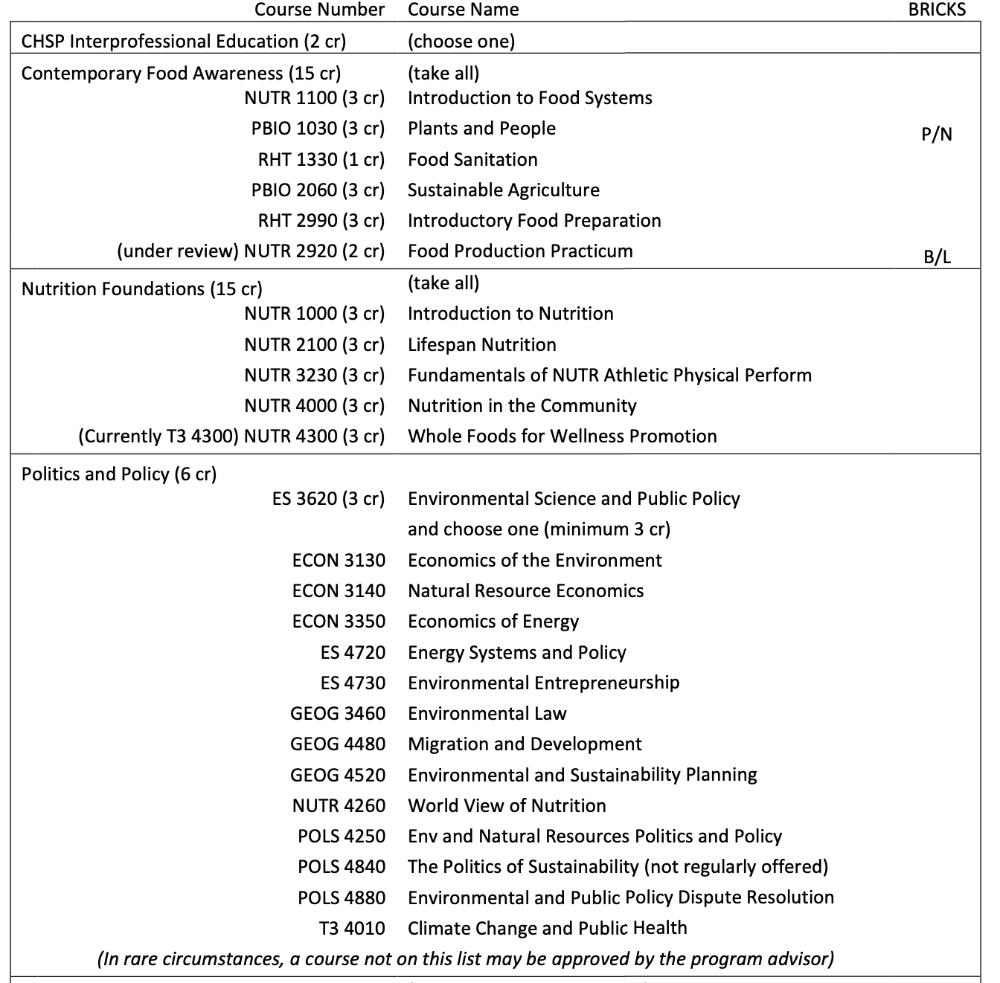 Course Number Course Name BRICKS
CHSP Interprofessional Education (2 cr) (choose one)
Contemporary Food Awareness (15 cr) (take all)
NUTR 1100 (3 cr) Introduction to Food Systems
PBIO 1030 (3 cr) Plants and People P/N
RHT 1330 (1 cr) Food Sanitation
PBIO 2060 (3 cr) Sustainable Agriculture
RHT 2990 (3 cr) Introductory Food Preparation
(under review) NUTR 2920 (2 cr) Food Production Practicum B/L
Nutrition Foundations (15 cr) (take all)
NUTR 1000 (3 cr) Introduction to Nutrition
NUTR 2100 (3 cr) Lifespan Nutrition
NUTR 3230 (3 cr) Fundamentals of NUTR Athletic Physical Perform
NUTR 4000 (3 cr) Nutrition in the Community
(Currently T3 4300) NUTR 4300 (3 cr) Whole Foods for Wellness Promotion
Politics and Policy (6 cr)
ES 3620 (3 cr) Environmental Science and Public Policy
and choose one (minimum 3 cr)
ECON 3130 Economics of the Environment
ECON 3140 Natural Resource Economics
ECON 3350 Economics of Energy
ES 4720 Energy Systems and Policy
ES 4730 Environmental Entrepreneurship
GEOG 3460 Environmental Law
GEOG 4480 Migration and Development
GEOG 4520 Environmental and Sustainability Planning
NUTR 4260 World View of Nutrition
POLS 4250 Env and Natural Resources Politics and Policy
POLS 4840 The Politics of Sustainability (not regularly offered)
POLS 4880 Environmental and Public Policy Dispute Resolution
T3 4010 Climate Change and Public Health
(In rare circumstances, a course not on this list may be approved by the program advisor)